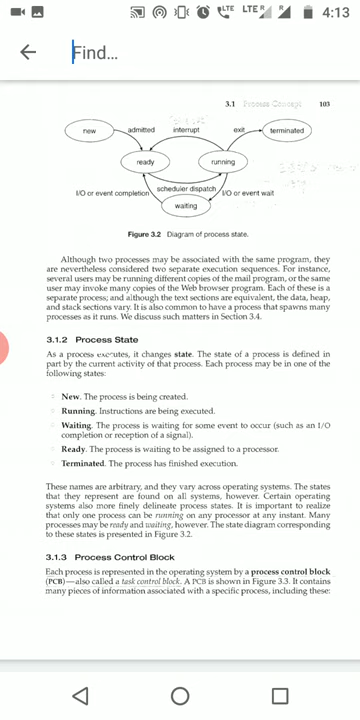 LTE LTE R R 4:13
Find...
3.1 Process Concept 103
new admitted interrupt exit terminated
ready running
I/O or event completion scheduler dispatch I/O or event wait
waiting
Figure 3.2 Diagram of process state.
Although two processes may be associated with the same program, they
are nevertheless considered two separate execution sequences. For instance,
several users may be running different copies of the mail program, or the same
user may invoke many copies of the Web browser program. Each of these is a
separate process; and although the text sections are equivalent, the data, heap,
and stack sections vary. It is also common to have a process that spawns many
processes as it runs. We discuss such matters in Section 3.4.
3.1.2 Process State
As a process executes, it changes state. The state of a process is defined in
part by the current activity of that process. Each process may be in one of the
following states:
New. The process is being created.
Running. Instructions are being executed.
Waiting. The process is waiting for some event to occur (such as an I/O
completion or reception of a signal).
Ready. The process is waiting to be assigned to a processor.
Terminated. The process has finished execution.
These names are arbitrary, and they vary across operating systems. The states
that they represent are found on all systems, however. Certain operating
systems also more finely delineate process states. It is important to realize
that only one process can be running on any processor at any instant. Many
processes may be ready and waiting, however. The state diagram corresponding
to these states is presented in Figure 3.2.
3.1.3 Process Control Block
Each process is represented in the operating system by a process control block
(PCB)—also called a task control block. A PCB is shown in Figure 3.3. It contains
many pieces of information associated with a specific process, including these: